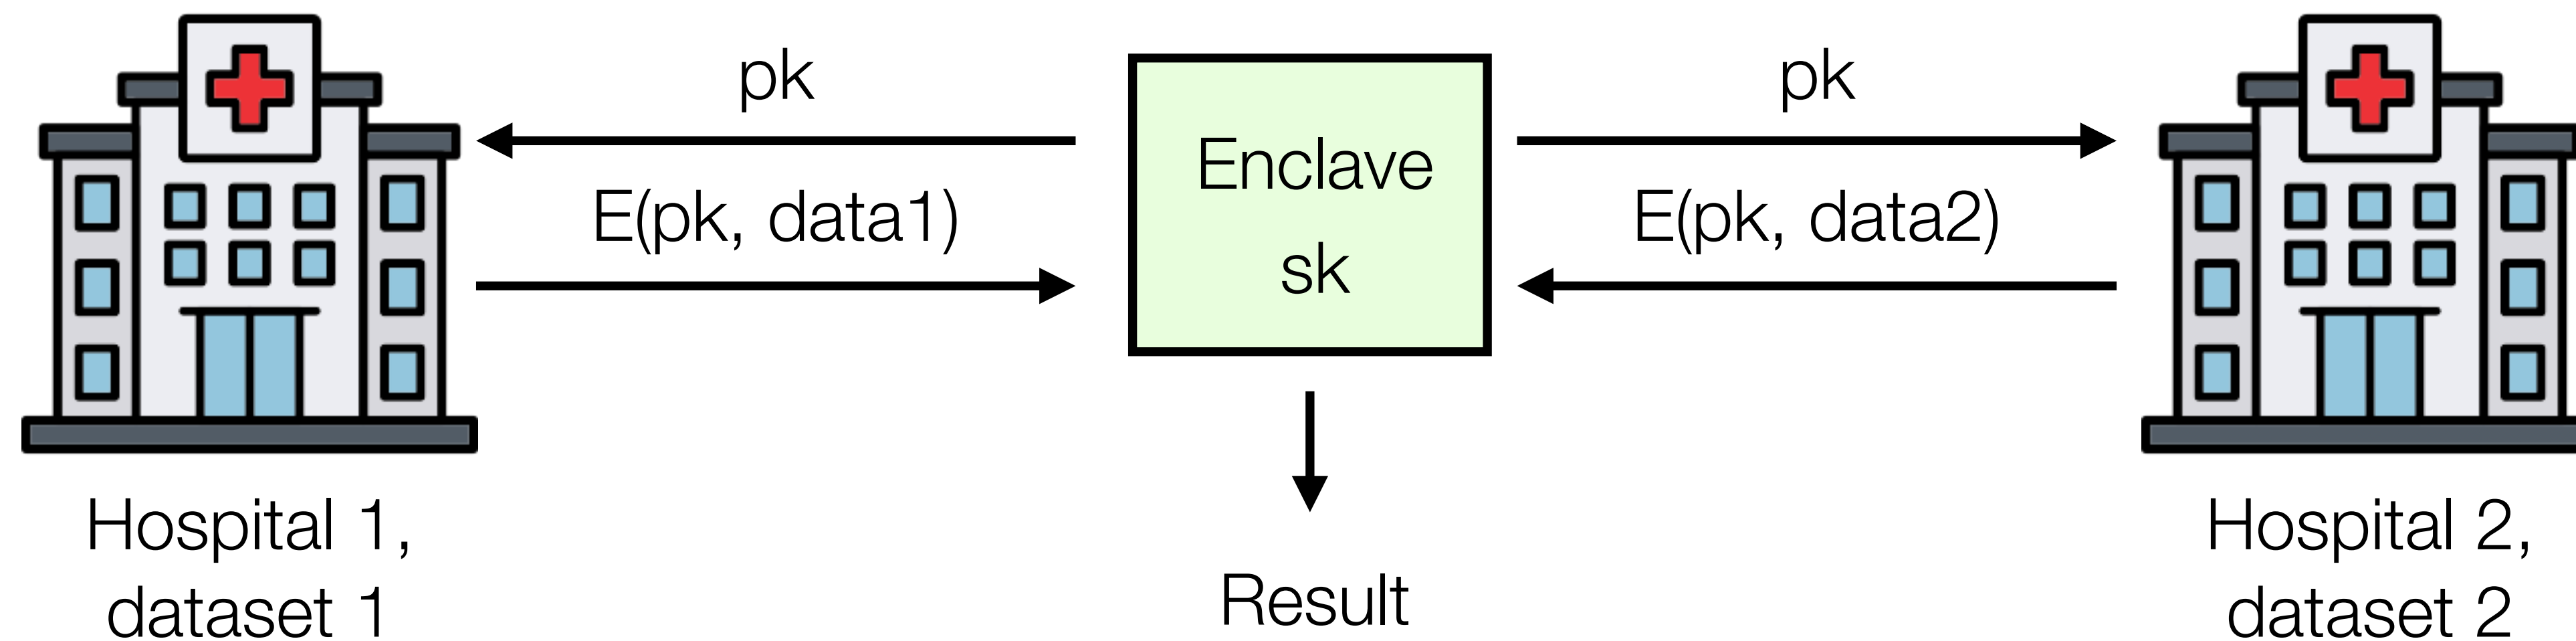 pk
E(pk, data1)
Enclave
sk
pk
E(pk, data2)
Hospital 1,
dataset 1
Result
Hospital 2,
dataset 2